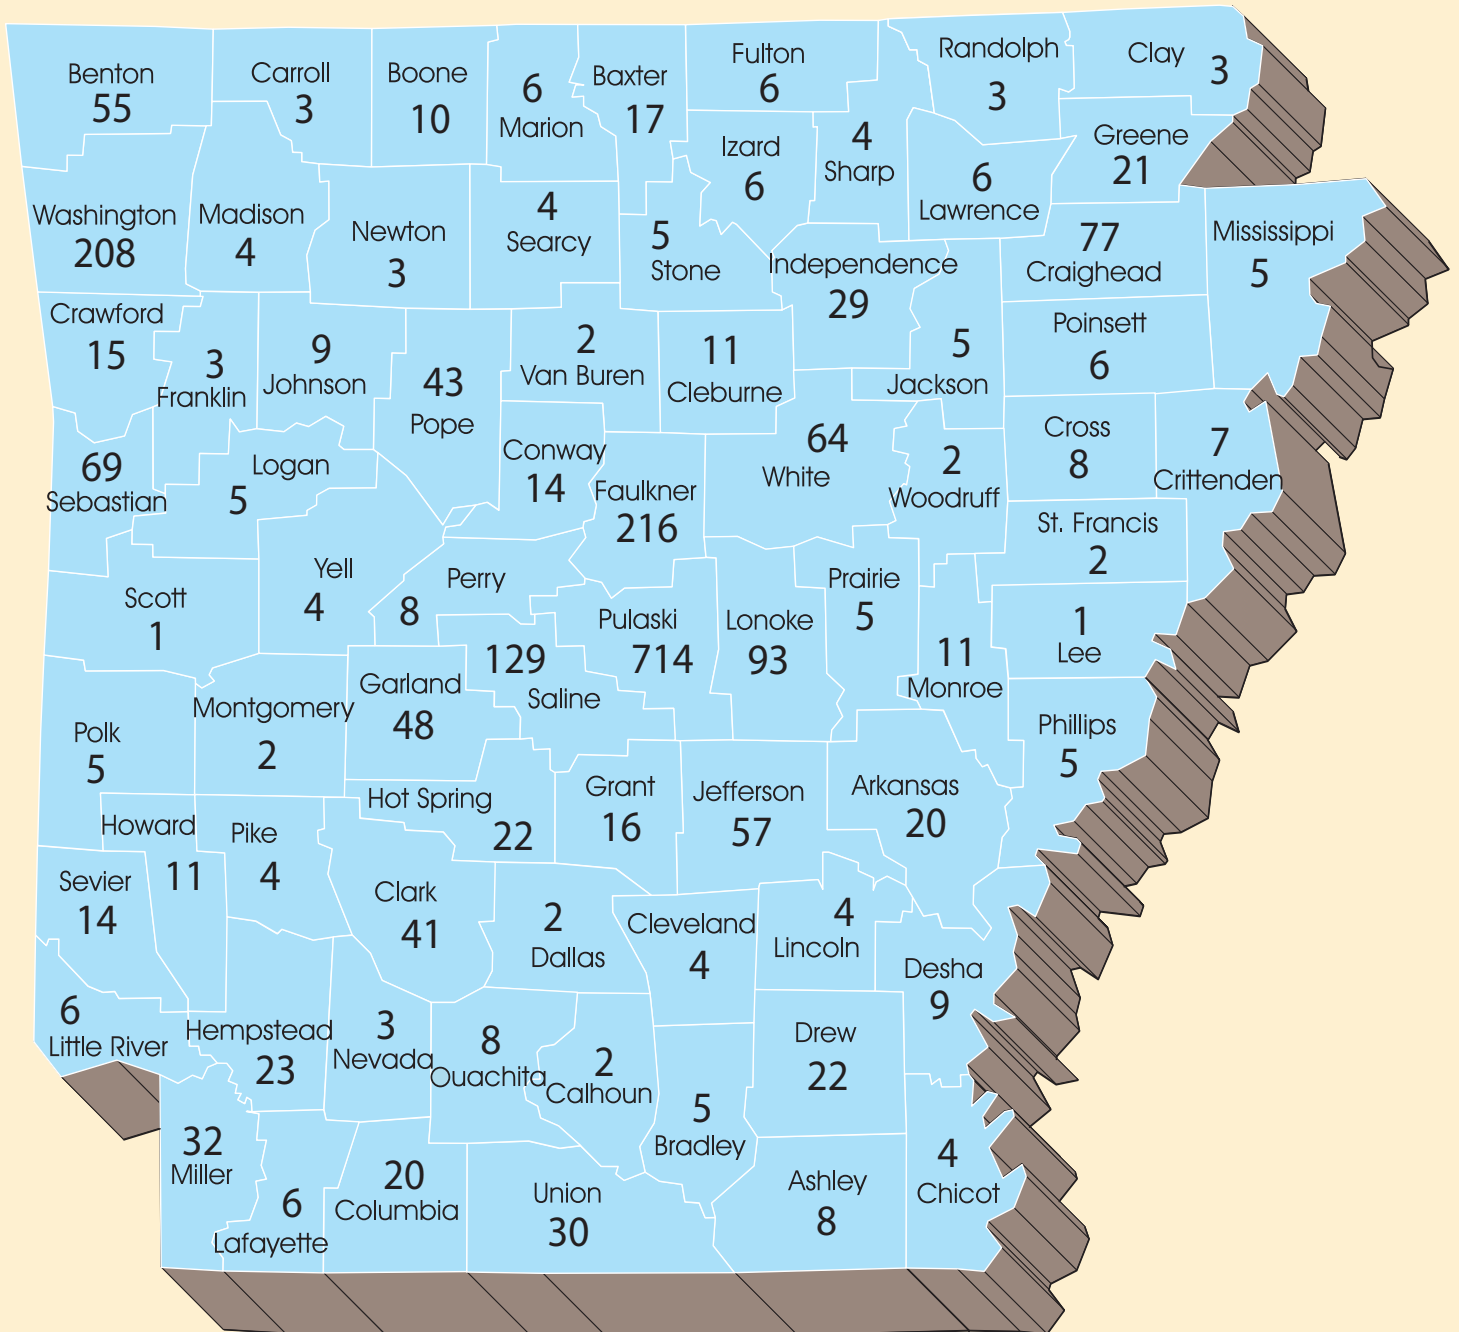 Benton
55
Carroll
3
Boone
10
6
Marion
Baxter
17
Fulton
6
Randolph
3
Clay 3
Izard
6
4
Sharp
6
Lawrence
Greene
21
Washington
208
Madison
4
Newton
3
4
Searcy
5
Stone
Independence
29
77
Craighead
Mississippi
5
Crawford
15
3
Franklin
9
Johnson
43
Pope
2
Van Buren
11
Cleburne
5
Jackson
Poinsett
6
69
Sebastian
Logan
5
Conway
14
Faulkner
216
64
White
2
Woodruff
Cross
8
7
Crittenden
St. Francis
2
Scott
1
Yell
4
Perry
8
129
Saline
Pulaski
714
Lonoke
93
Prairie
5
11
Monroe
1
Lee
Polk
5
Montgomery
2
Garland
48
Phillips
5
Hot Spring
22
Grant
16
Jefferson
57
Arkansas
20
Howard
11
Pike
4
Sevier
14
Clark
41
2
Dallas
Cleveland
4
4
Lincoln
Desha
9
6
Little River
Hempstead
23
3
Nevada
8
Ouachita
2
Calhoun
5
Bradley
Drew
22
32
Miller
6
Lafayette
20
Columbia
Union
30
Ashley
8
4
Chicot